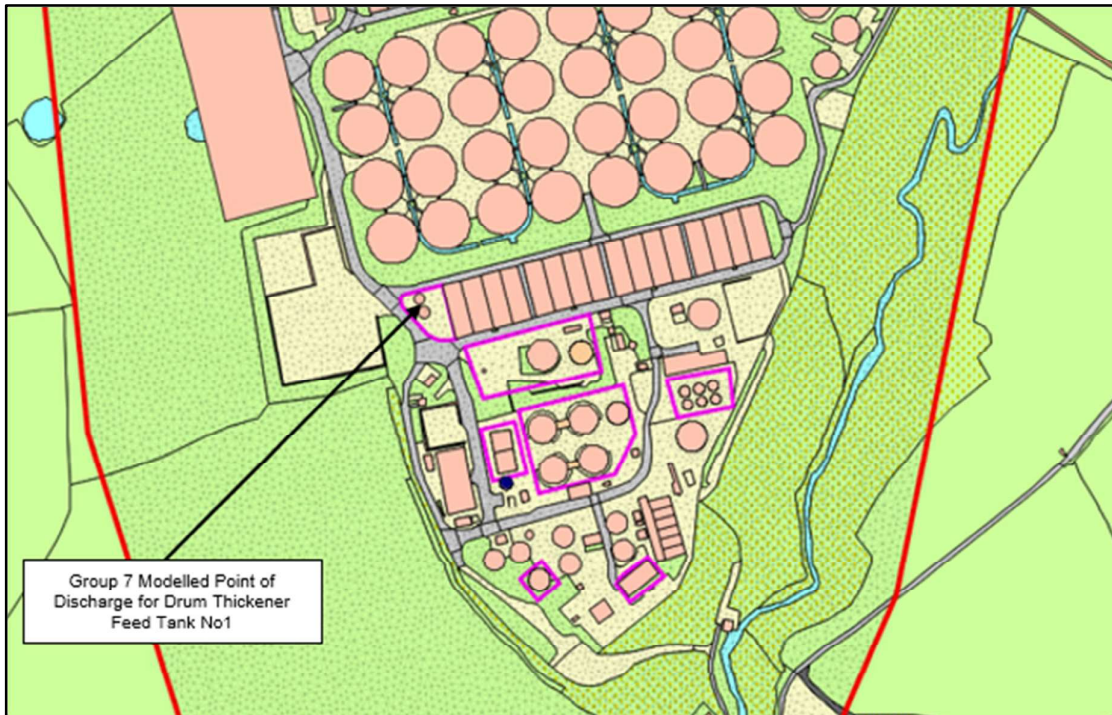 Group 7 Modelled Point of
Discharge for Drum Thickener
Feed Tank No1